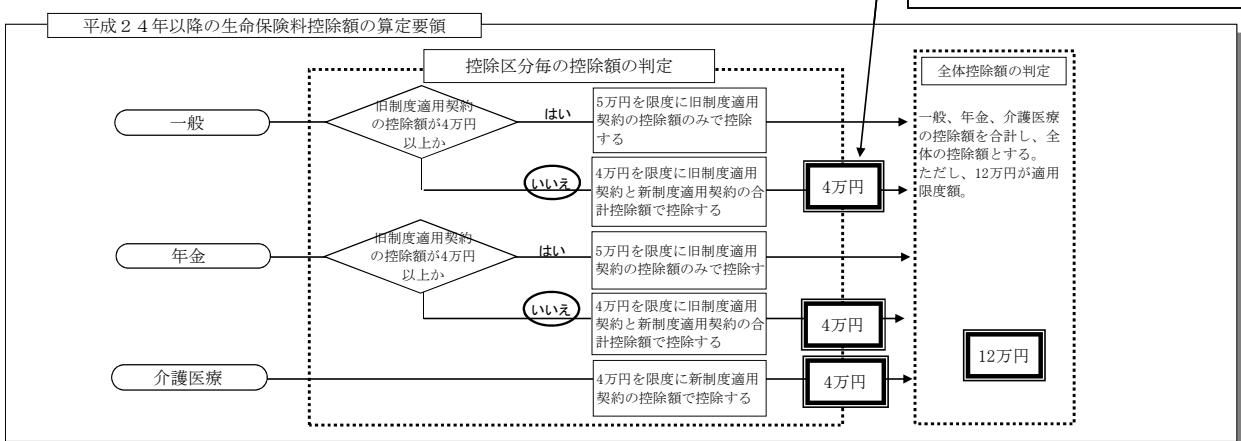 平成２４年以降の生命保険料控除額の算定要領
控除区分毎の控除額の判定
全体控除額の判定
一般
旧制度適用契約
の控除額が4万円
以上か
はい
5万円を限度に旧制度適用
契約の控除額のみで控除
する
いいえ
4万円を限度に旧制度適用
契約と新制度適用契約の合
計控除額で控除する
4万円
一般、年金、介護医療
の控除額を合計し、全
体の控除額とする。
ただし、12万円が適用
限度額。
年金
旧制度適用契約
の控除額が4万円
以上か
はい
5万円を限度に旧制度適用
契約の控除額のみで控除す
いいえ
4万円を限度に旧制度適用
契約と新制度適用契約の合
計控除額で控除する
4万円
12万円
介護医療
4万円を限度に新制度適用
契約の控除額で控除する
4万円